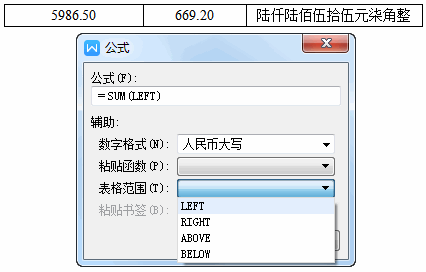 5986.50 669.20 陆仟陆佰伍拾伍元柒角整
公式
公式(F):
=SUM(LEFT)
辅助:
数字格式(N): 人民币大写
粘贴函数(P):
表格范围(T):
粘贴书签(B):
LEFT
RIGHT
ABOVE
BELOW